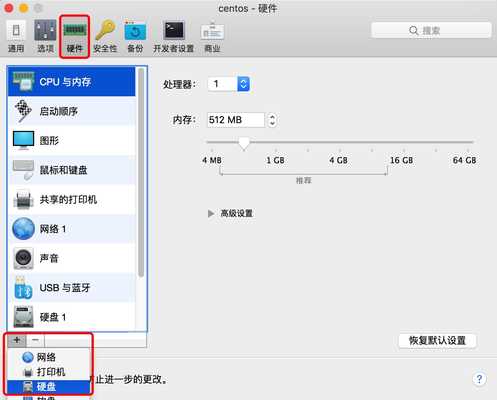 centos - 硬件
通用 选项 硬件 安全性 备份 开发者设置 商业
搜索
CPU 与内存
启动顺序
图形
鼠标和键盘
共享的打印机
网络 1
声音
USB 与蓝牙
硬盘 1
处理器: 1
内存: 512 MB
4 MB 1 GB 4 GB 16 GB 64 GB
推荐
高级设置
+ −
恢复默认设置
网络
打印机
硬盘
止进一步的更改。
?